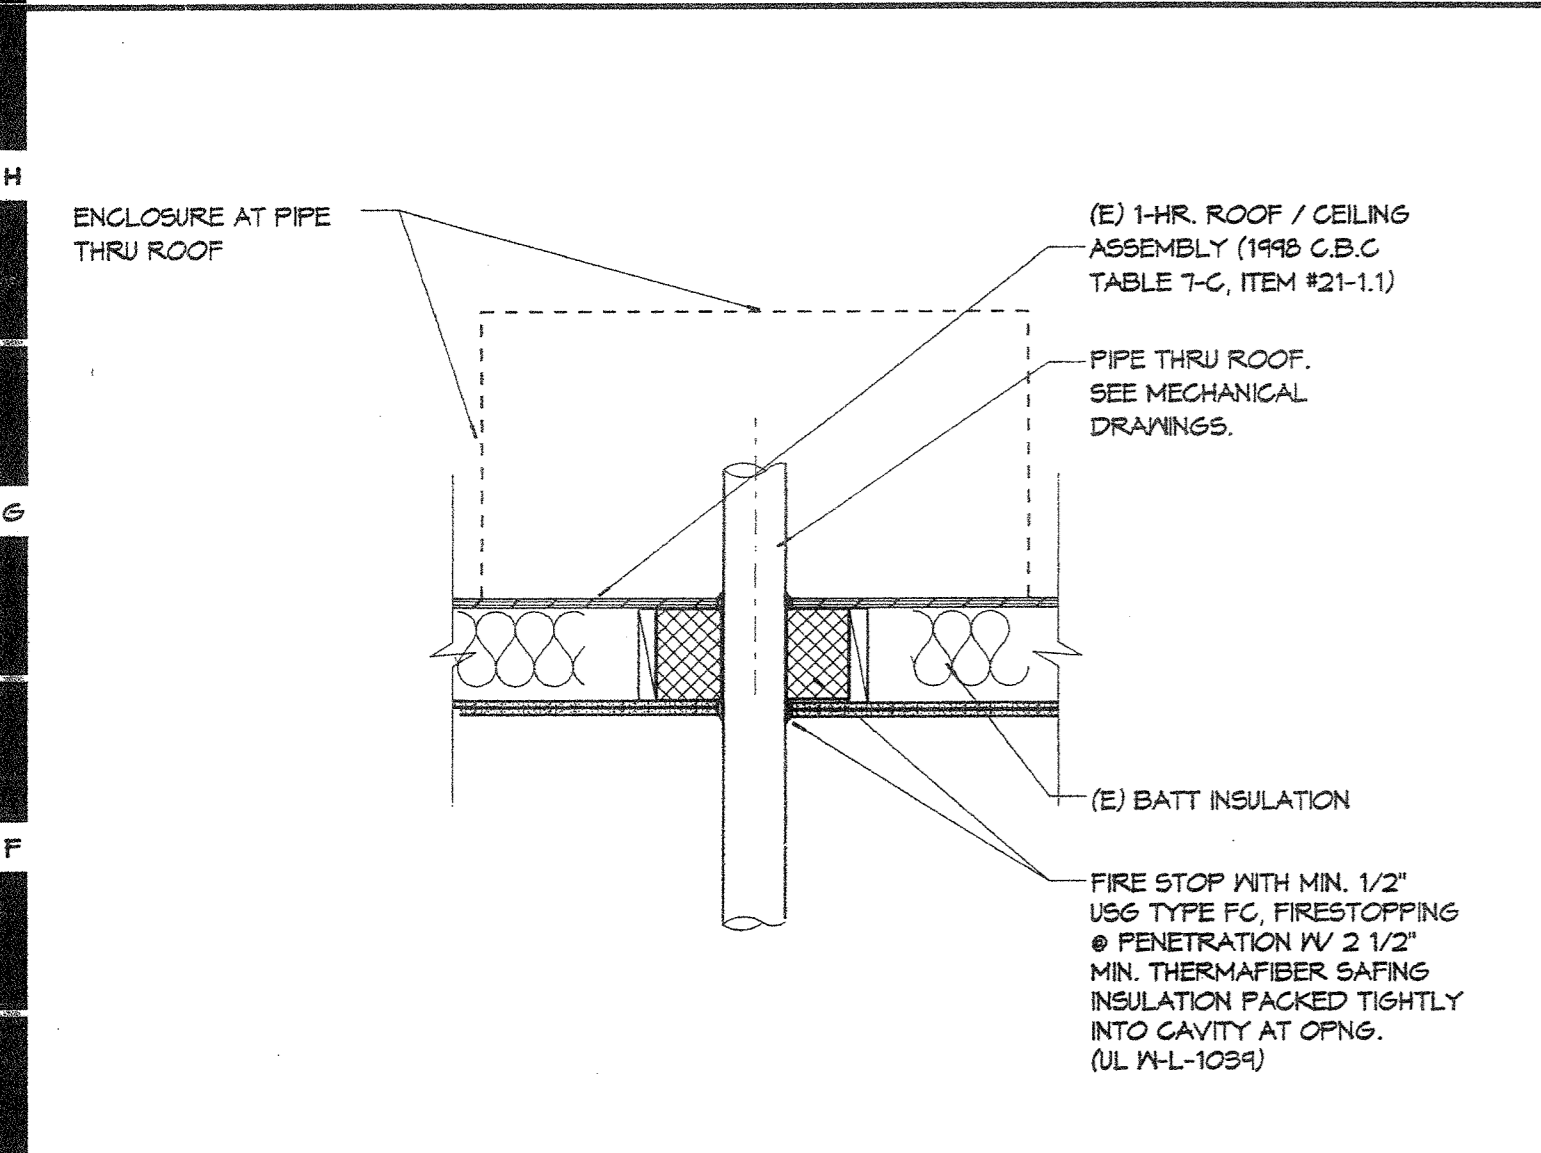 H
ENCLOSURE AT PIPE
THRU ROOF
(E) 1-HR. ROOF / CEILING
ASSEMBLY (1998 C.B.C
TABLE 7-C, ITEM #21-1.1)
PIPE THRU ROOF.
SEE MECHANICAL
DRAWINGS.
G
(E) BATT INSULATION
F
FIRE STOP WITH MIN. 1/2"
USG TYPE FC, FIRESTOPPING
@ PENETRATION W/ 2 1/2"
MIN. THERMAFIBER SAFING
INSULATION PACKED TIGHTLY
INTO CAVITY AT OPNG.
(UL W-L-1039)